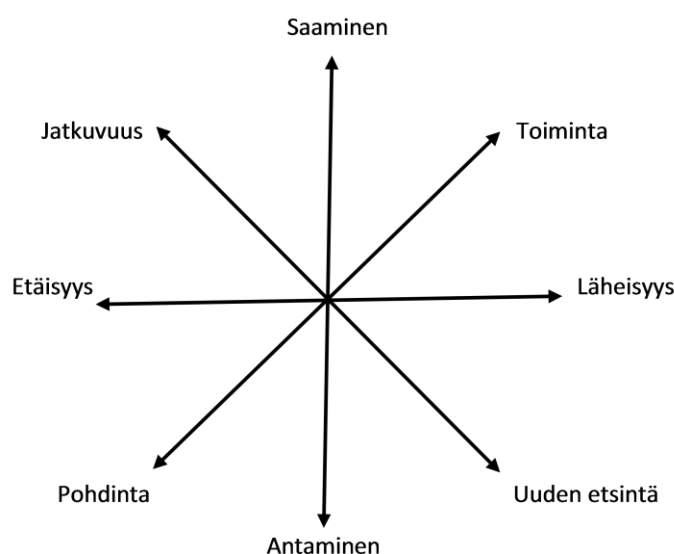 Saaminen
Jatkuvuus
Toiminta
Etäisyys
Läheisyys
Pohdinta
Uuden etsintä
Antaminen